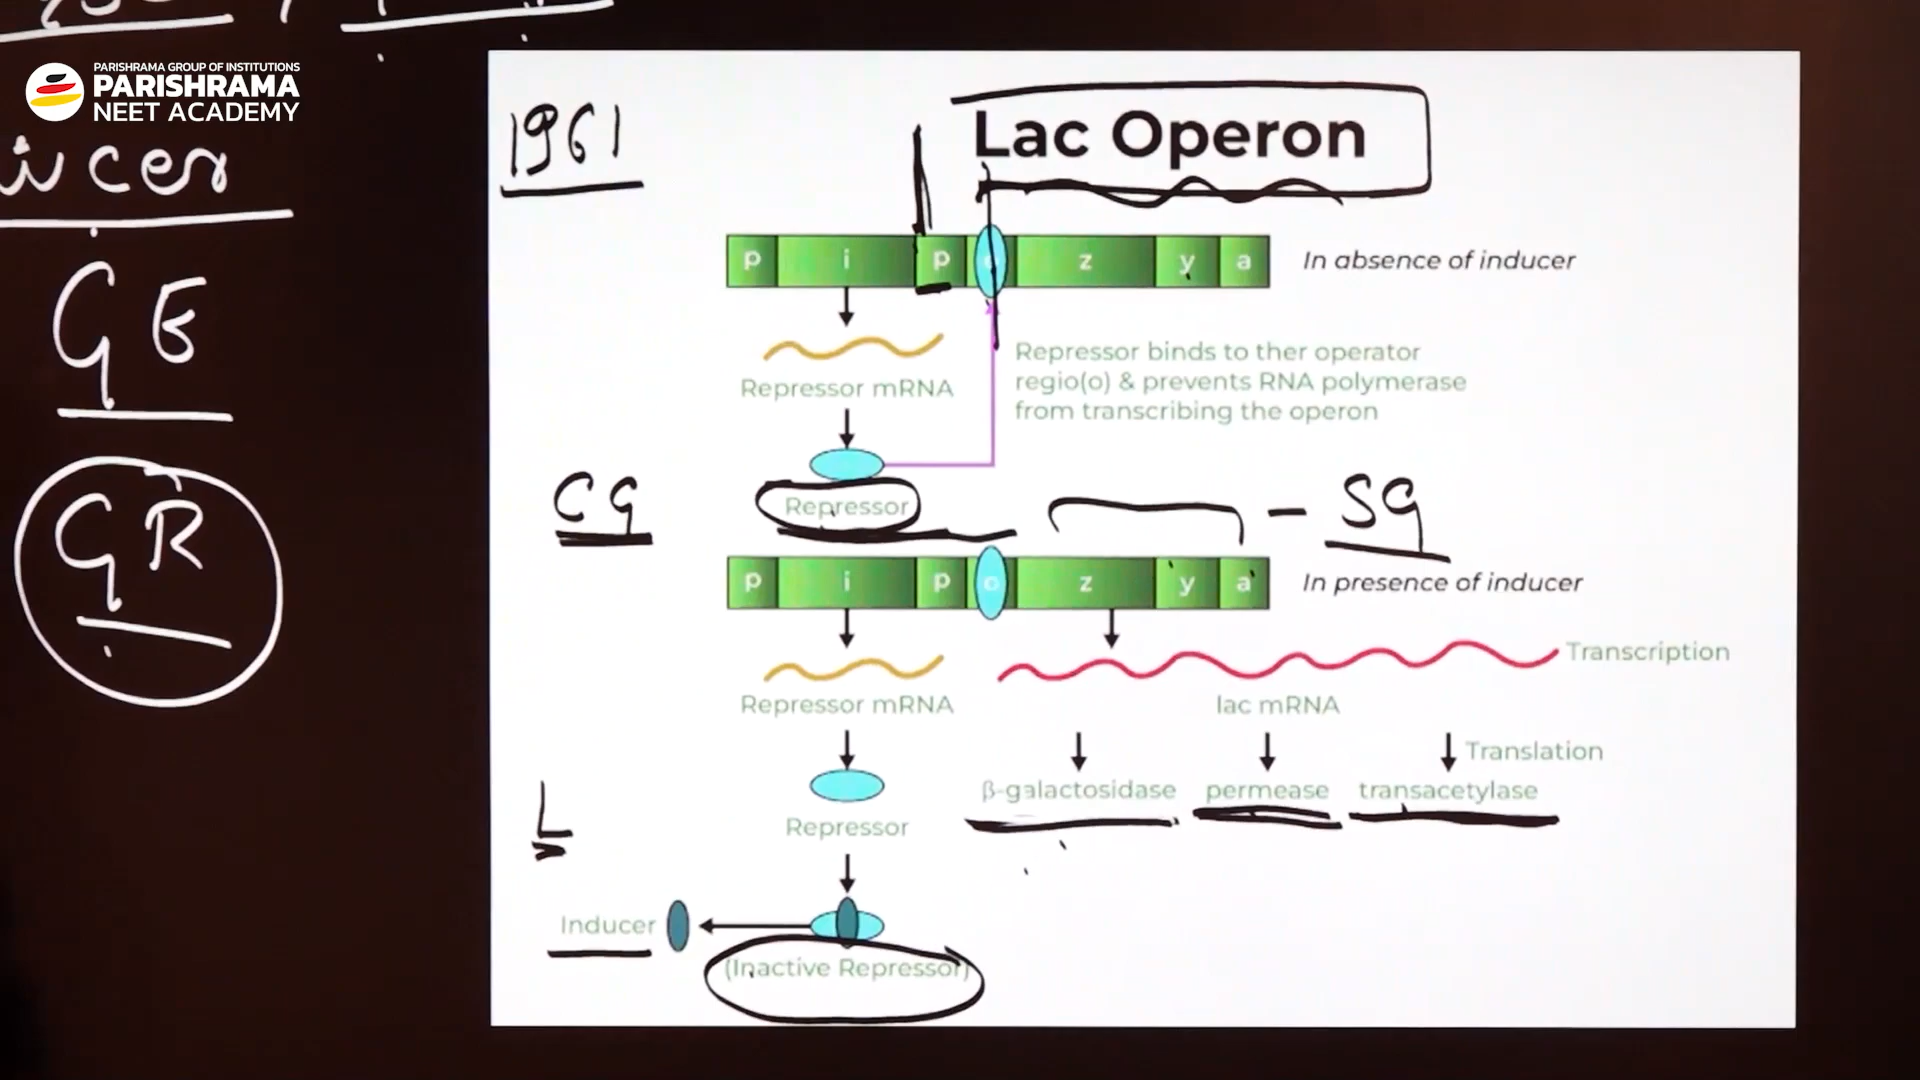 PARISHRAMA GROUP OF INSTITUTIONS
PARISHRAMA
NEET ACADEMY
ucer
GE
GR
1961
Lac Operon
p i p o z y a
In absence of inducer
Repressor mRNA
Repressor binds to ther operator
regio(o) & prevents RNA polymerase
from transcribing the operon
Repressor
CG
SG
p i p o z y a
In presence of inducer
Transcription
Repressor mRNA
lac mRNA
Translation
β-galactosidase permease transacetylase
Repressor
L
Inducer
(Inactive Repressor)